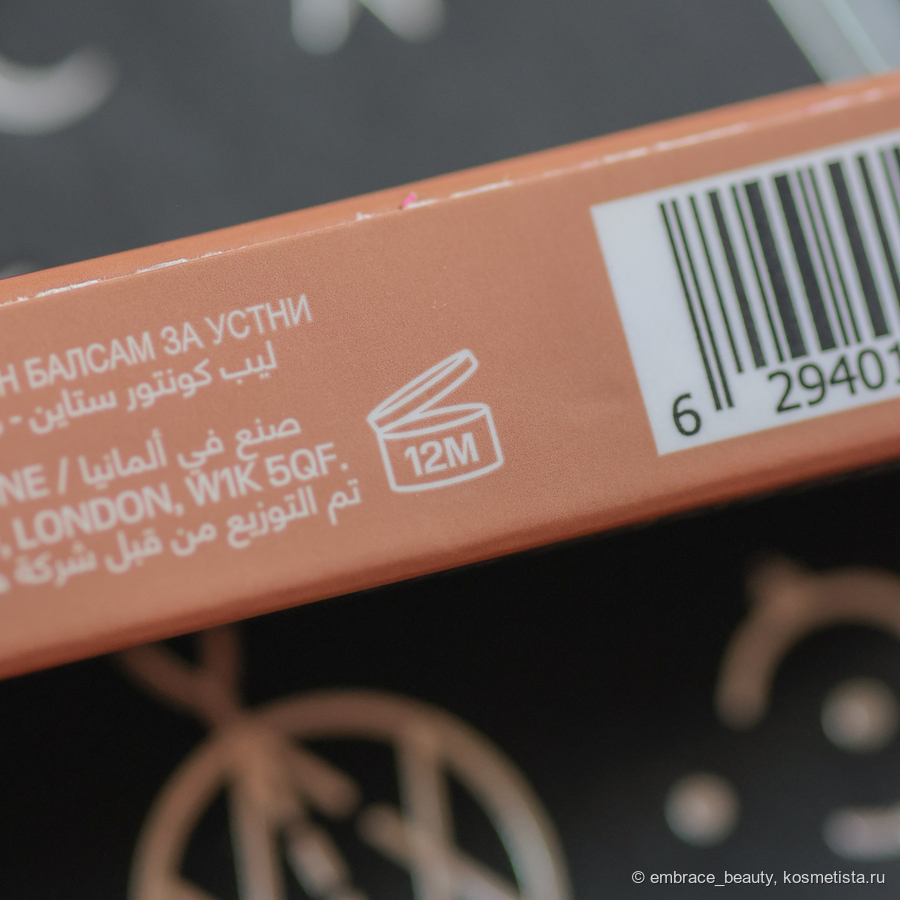 Н БАЛСАМ ЗА УСТНИ
ليب كونتور ستاين -
صنع في ألمانيا / NE
, LONDON, W1K 5QF.
تم التوزيع من قبل شركة
12M
6 29401
© embrace_beauty, kosmetista.ru